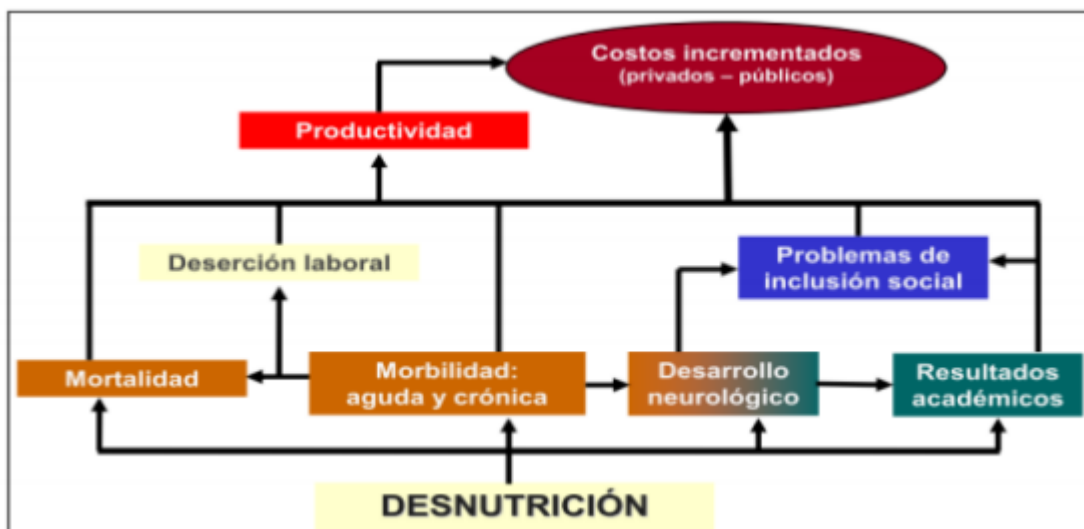 Costos incrementados
(privados – públicos)
Productividad
Deserción laboral
Problemas de
inclusión social
Mortalidad
Morbilidad:
aguda y crónica
Desarrollo
neurológico
Resultados
académicos
DESNUTRICIÓN